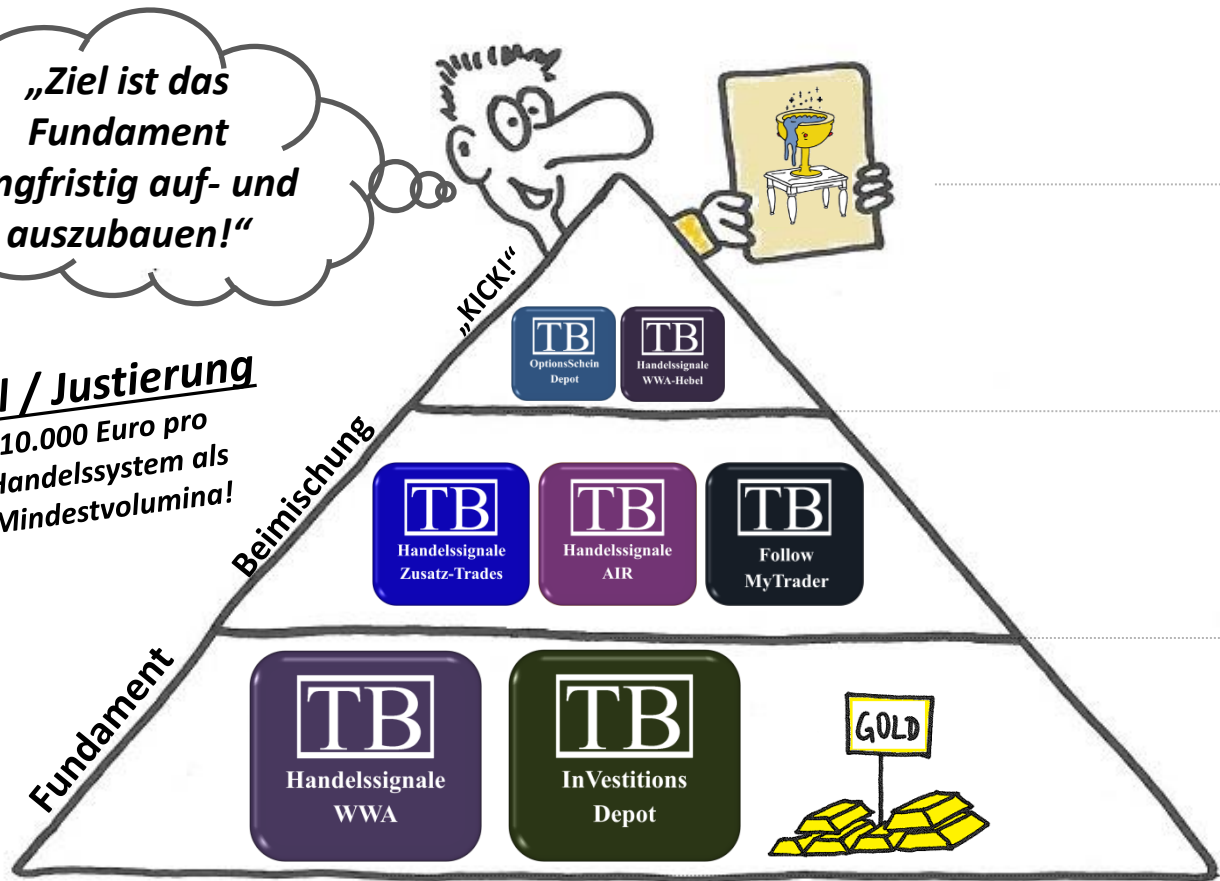 „Ziel ist das
Fundament
auf- und
auszubauen!“
„KICK!“
TB
OptionsSchein
Depot
TB
Handelssignale
WWA-Hebel
/ Justierung
10.000 Euro pro
Handelssystem als
Mindestvolumina!
Beimischung
TB
Handelssignale
Zusatz-Trades
TB
Handelssignale
AIR
TB
Follow
MyTrader
Fundament
TB
Handelssignale
WWA
TB
InVestitions
Depot
GOLD